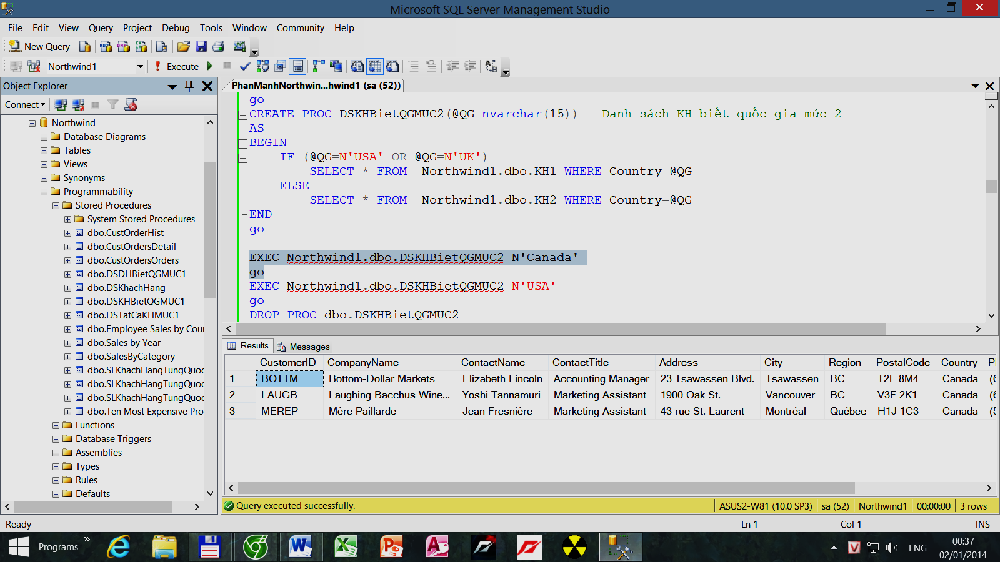 Microsoft SQL Server Management Studio
File Edit View Query Project Debug Tools Window Community Help
New Query
Northwind1 Execute
Object Explorer
Connect
Northwind
Database Diagrams
Tables
Views
Synonyms
Programmability
Stored Procedures
System Stored Procedures
dbo.CustOrderHist
dbo.CustOrdersDetail
dbo.CustOrdersOrders
dbo.DSDHBietQGMUC1
dbo.DSKhachHang
dbo.DSKHBietQGMUC1
dbo.DSTatCaKHMUC1
dbo.Employee Sales by Cour
dbo.Sales by Year
dbo.SalesByCategory
dbo.SLKhachHangTungQuoc
dbo.SLKhachHangTungQuoc
dbo.SLKhachHangTungQuoc
dbo.Ten Most Expensive Pro
Functions
Database Triggers
Assemblies
Types
Rules
Defaults
PhanManhNorthwin...hwind1 (sa (52))
go
CREATE PROC DSKHBietQGMUC2(@QG nvarchar(15)) --Danh sách KH biết quốc gia mức 2
AS
BEGIN
IF (@QG=N'USA' OR @QG=N'UK')
SELECT * FROM Northwind1.dbo.KH1 WHERE Country=@QG
ELSE
SELECT * FROM Northwind1.dbo.KH2 WHERE Country=@QG
END
go
EXEC Northwind1.dbo.DSKHBietQGMUC2 N'Canada'
go
EXEC Northwind1.dbo.DSKHBietQGMUC2 N'USA'
go
DROP PROC dbo.DSKHBietQGMUC2
Results Messages
CustomerID CompanyName ContactName ContactTitle Address City Region PostalCode Country P
1 BOTTM Bottom-Dollar Markets Elizabeth Lincoln Accounting Manager 23 Tsawassen Blvd. Tsawassen BC T2F 8M4 Canada (6
2 LAUGB Laughing Bacchus Wine... Yoshi Tannamuri Marketing Assistant 1900 Oak St. Vancouver BC V3F 2K1 Canada (6
3 MEREP Mère Paillarde Jean Fresnière Marketing Assistant 43 rue St. Laurent Montréal Québec H1J 1C3 Canada (5
Query executed successfully. ASUS2-W81 (10.0 SP3) sa (52) Northwind1 00:00:00 3 rows
Ready Ln 1 Col 1 INS
Programs » ENG 00:37
02/01/2014